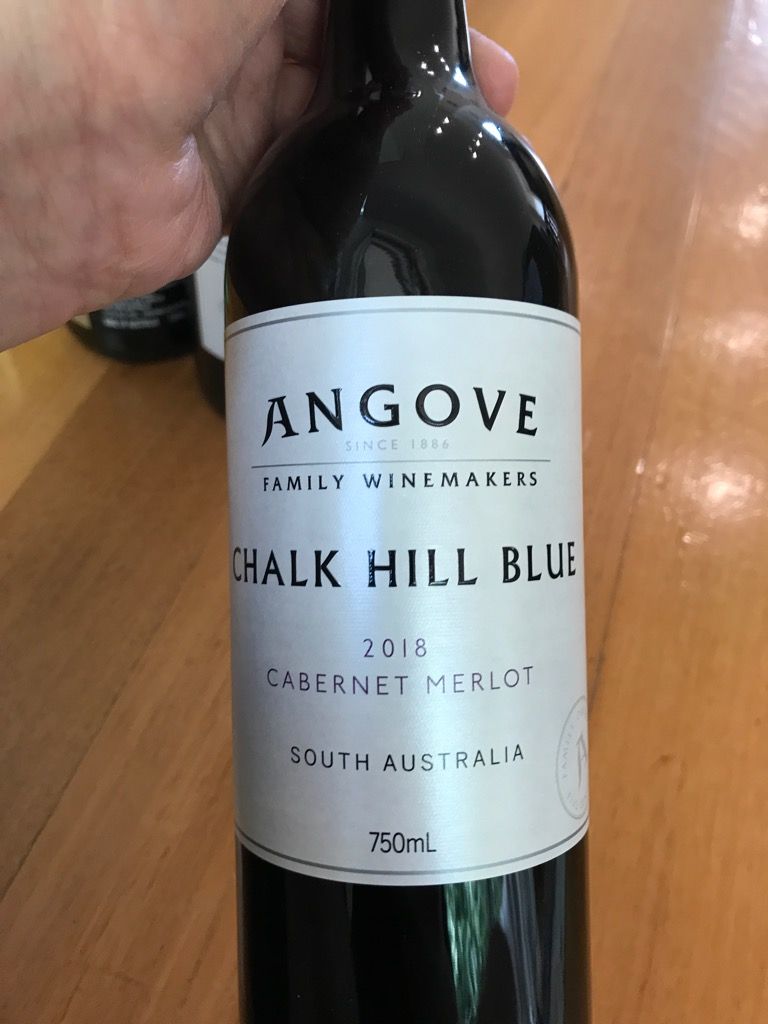 ANGOVE
SINCE 1886
FAMILY WINEMAKERS
CHALK HILL BLUE
2018
CABERNET MERLOT
SOUTH AUSTRALIA
750mL